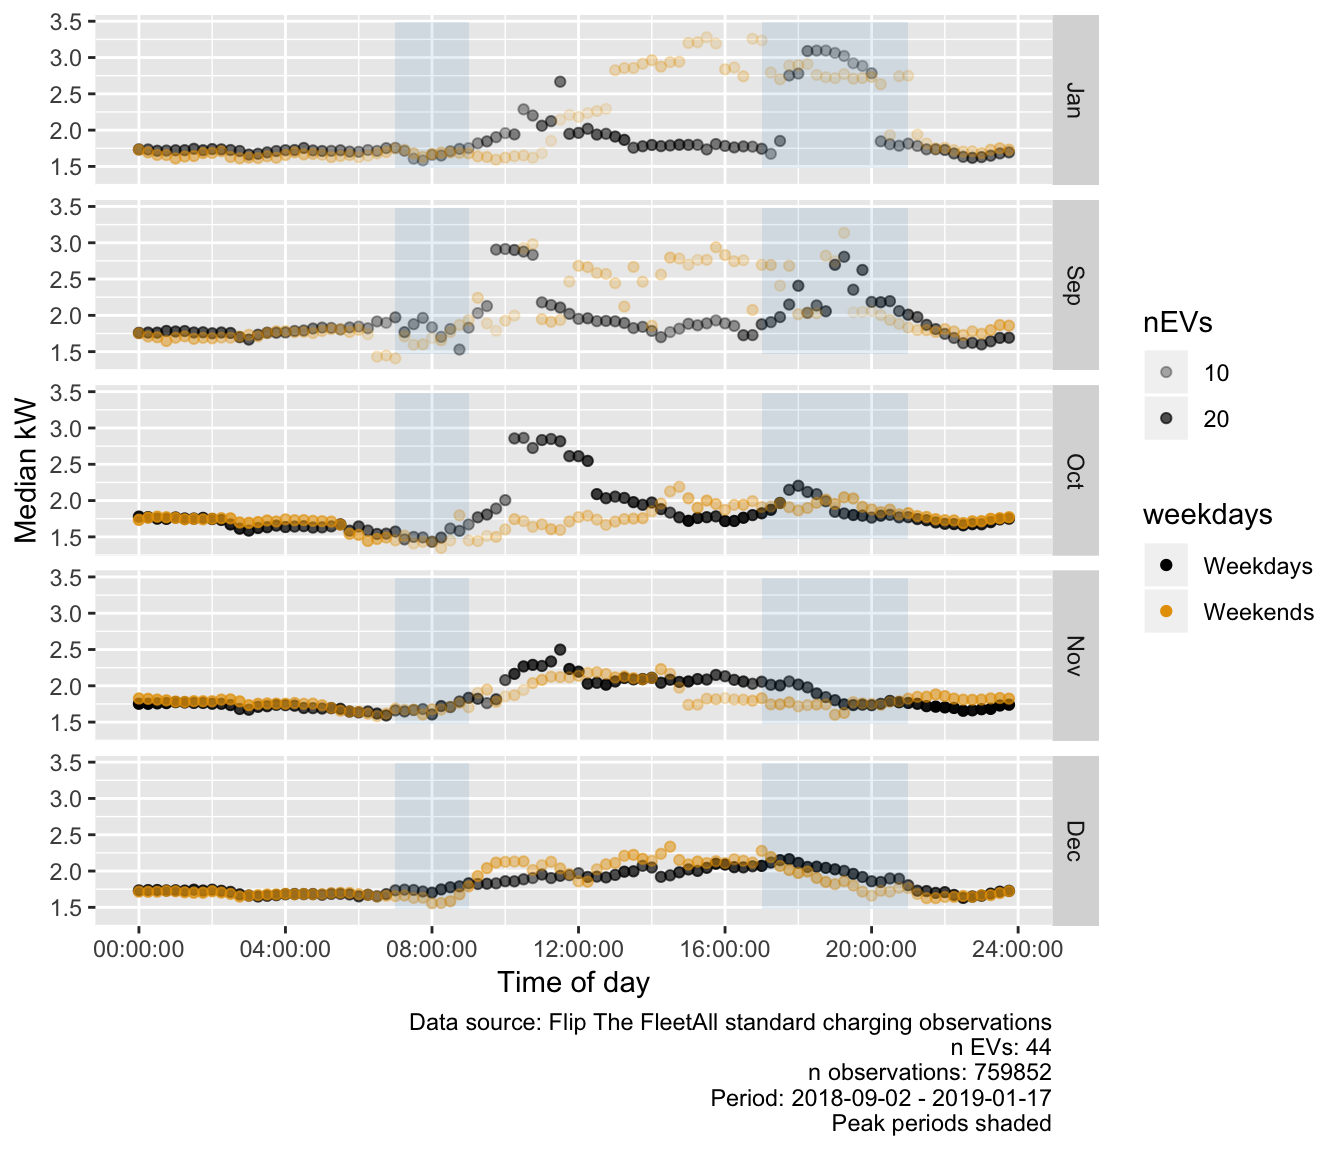 3.5
3.0
2.5
2.0
1.5
Jan
3.5
3.0
2.5
2.0
1.5
Sep
3.5
3.0
2.5
2.0
1.5
Oct
3.5
3.0
2.5
2.0
1.5
Nov
3.5
3.0
2.5
2.0
1.5
Dec
Median kW
00:00:00 04:00:00 08:00:00 12:00:00 16:00:00 20:00:00 24:00:00
Time of day
nEVs
10
20
weekdays
Weekdays
Weekends
Data source: Flip The FleetAll standard charging observations
n EVs: 44
n observations: 759852
Period: 2018-09-02 - 2019-01-17
Peak periods shaded